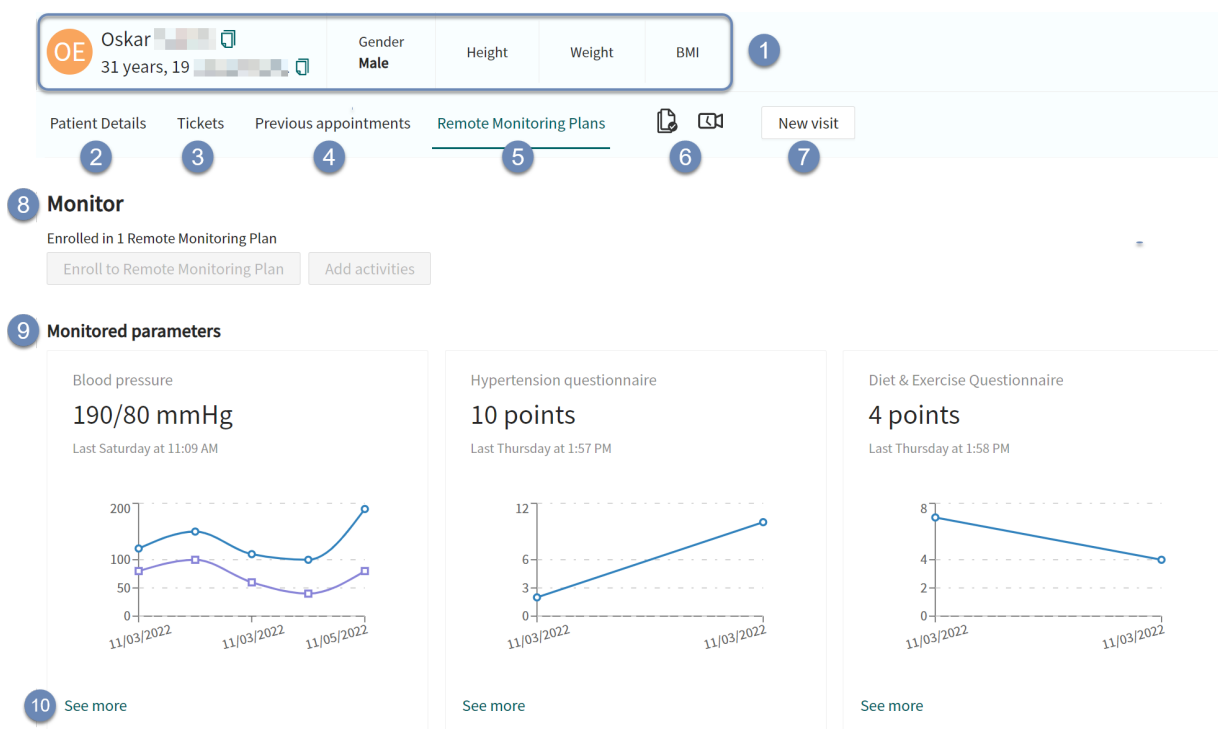 OE
Oskar
31 years, 19
Gender
Male
Height
Weight
BMI
1
Patient Details
Tickets
Previous appointments
Remote Monitoring Plans
New visit
2
3
4
5
6
7
8
Monitor
Enrolled in 1 Remote Monitoring Plan
Enroll to Remote Monitoring Plan
Add activities
9
Monitored parameters
Blood pressure
190/80 mmHg
Last Saturday at 11:09 AM
200
100
50
0
11/03/2022
11/03/2022
11/05/2022
Hypertension questionnaire
10 points
Last Thursday at 1:57 PM
12
6
3
0
11/03/2022
11/03/2022
Diet & Exercise Questionnaire
4 points
Last Thursday at 1:58 PM
8
4
2
0
11/03/2022
11/03/2022
10
See more
See more
See more